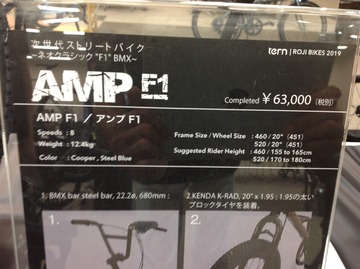 次世代ストリートバイク
~ネオクラシック "F1" BMX~
tern | ROJI BIKES 2019
AMP F1
Completed ¥63,000 (税別)
AMP F1 / アンプ F1
Speeds : 8
Weight : 12.4kg
Color : Cooper , Steel Blue
Frame Size / Wheel Size : 460 / 20" (451)
520 / 20" (451)
Suggested Rider Height : 460 / 155 to 165cm
520 / 170 to 180cm
1. BMX bar steel bar, 22.2ø, 680mm :
2.KENDA K-RAD, 20" x 1.95 : 1.95の太い
ブロックタイヤを装着.
1.
2.